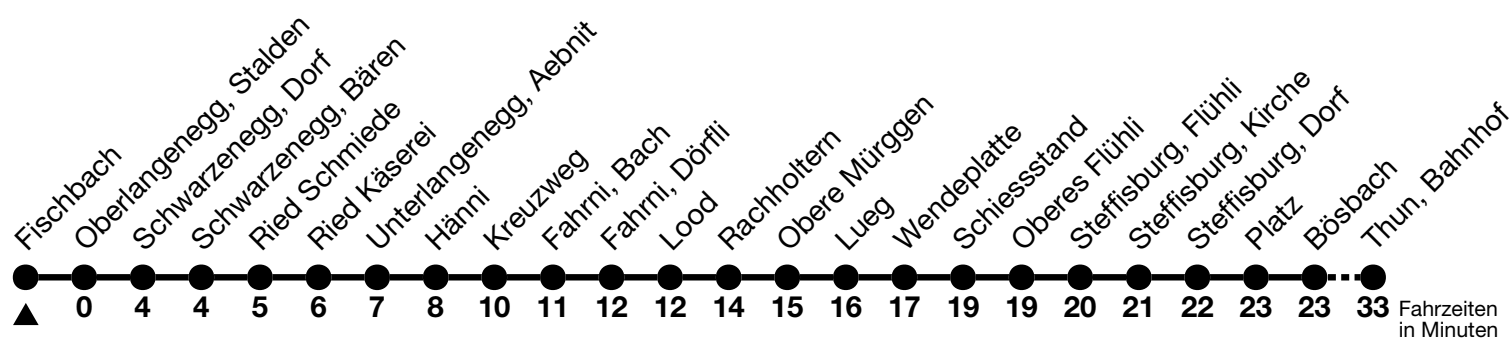 Fischbach
Oberlangenegg, Stalden
Schwarzenegg, Dorf
Schwarzenegg, Bären
Ried Schmiede
Ried Käserei
Unterlangenegg, Aebnit
Hänni
Kreuzweg
Fahrni, Bach
Fahrni, Dörfli
Lood
Rachholtern
Obere Mürggen
Lueg
Wendeplatte
Schiessstand
Oberes Flühli
Steffisburg, Flühli
Steffisburg, Kirche
Steffisburg, Dorf
Platz
Bösbach
Thun, Bahnhof
0 4 4 5 6 7 8 10 11 12 12 14 15 16 17 19 19 20 21 22 23 23 33 Fahrzeiten
in Minuten